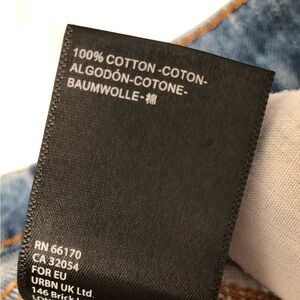 100% COTTON -COTON-
ALGODÓN-COTONE-
BAUMWOLLE-棉
RN 66170
CA 32054
FOR EU
URBN UK Ltd.
146 Brick